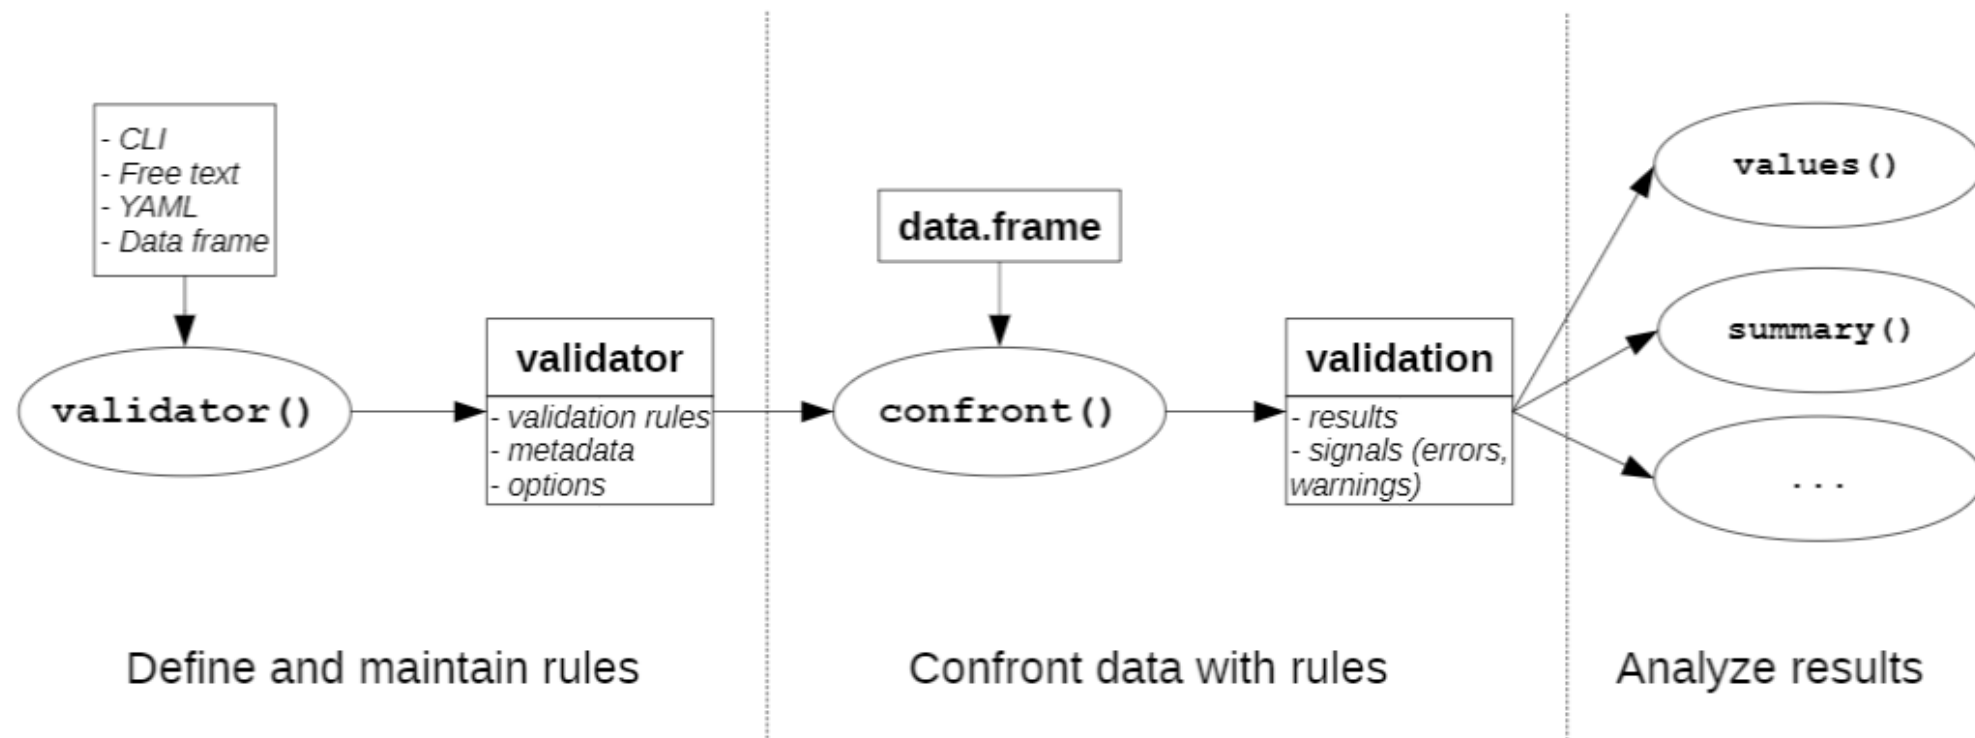 - CLI
- Free text
- YAML
- Data frame
validator()
validator
- validation rules
- metadata
- options
Define and maintain rules
data.frame
confront()
validation
- results
- signals (errors,
warnings)
Confront data with rules
values()
summary()
...
Analyze results